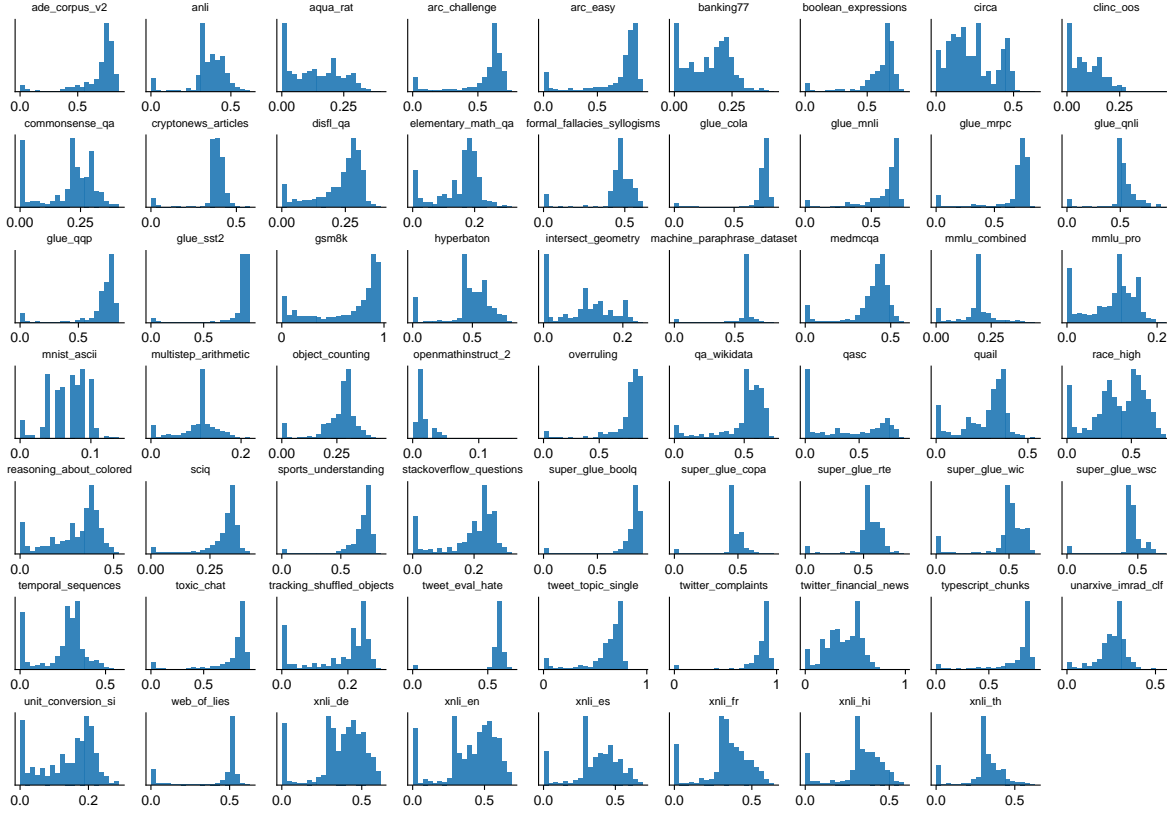 ade_corpus_v2 anli aqua_rat arc_challenge arc_easy banking77 boolean_expressions circa clinc_oos
0.0 0.5 0.0 0.5 0.00 0.25 0.0 0.5 0.0 0.5 0.00 0.25 0.0 0.5 0.0 0.5 0.00 0.25
commonsense_qa cryptonews_articles disfl_qa elementary_math_qa formal_fallacies_syllogisms glue_cola glue_mnli glue_mrpc glue_qnli
0.00 0.25 0.0 0.5 0.00 0.25 0.0 0.2 0.0 0.5 0.0 0.5 0.0 0.5 0.0 0.5 0.0 0.5
glue_qqp glue_sst2 gsm8k hyperbaton intersect_geometry machine_paraphrase_dataset medmcqa mmlu_combined mmlu_pro
0.0 0.5 0.0 0.5 0 1 0.0 0.5 0.0 0.2 0.0 0.5 0.0 0.5 0.00 0.25 0.0 0.2
mnist_ascii multistep_arithmetic object_counting openmathinstruct_2 overruling qa_wikidata qasc quail race_high
0.0 0.1 0.0 0.2 0.00 0.25 0.0 0.1 0.0 0.5 0.0 0.5 0.0 0.5 0.0 0.5 0.0 0.5
reasoning_about_colored sciq sports_understanding stackoverflow_questions super_glue_boolq super_glue_copa super_glue_rte super_glue_wic super_glue_wsc
0.0 0.5 0.00 0.25 0.0 0.5 0.00 0.25 0.0 0.5 0.0 0.5 0.0 0.5 0.0 0.5 0.0 0.5
temporal_sequences toxic_chat tracking_shuffled_objects tweet_eval_hate tweet_topic_single twitter_complaints twitter_financial_news typescript_chunks unarxive_imrad_clf
0.0 0.5 0.0 0.5 0.0 0.2 0.0 0.5 0 1 0 1 0 1 0.0 0.5 0.0 0.5
unit_conversion_si web_of_lies xnli_de xnli_en xnli_es xnli_fr xnli_hi xnli_th
0.0 0.2 0.0 0.5 0.0 0.5 0.0 0.5 0.0 0.5 0.0 0.5 0.0 0.5 0.0 0.5